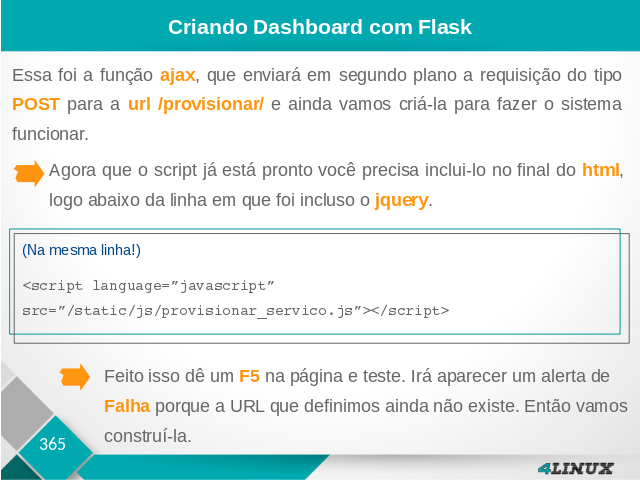 Criando Dashboard com Flask
Essa foi a função ajax, que enviará em segundo plano a requisição do tipo
POST para a url /provisionar/ e ainda vamos criá-la para fazer o sistema
funcionar.
Agora que o script já está pronto você precisa inclui-lo no final do html,
logo abaixo da linha em que foi incluso o jquery.
(Na mesma linha!)
<script language=”javascript”
src=”/static/js/provisionar_servico.js”></script>
Feito isso dê um F5 na página e teste. Irá aparecer um alerta de
Falha porque a URL que definimos ainda não existe. Então vamos
construí-la.
365
4LINUX